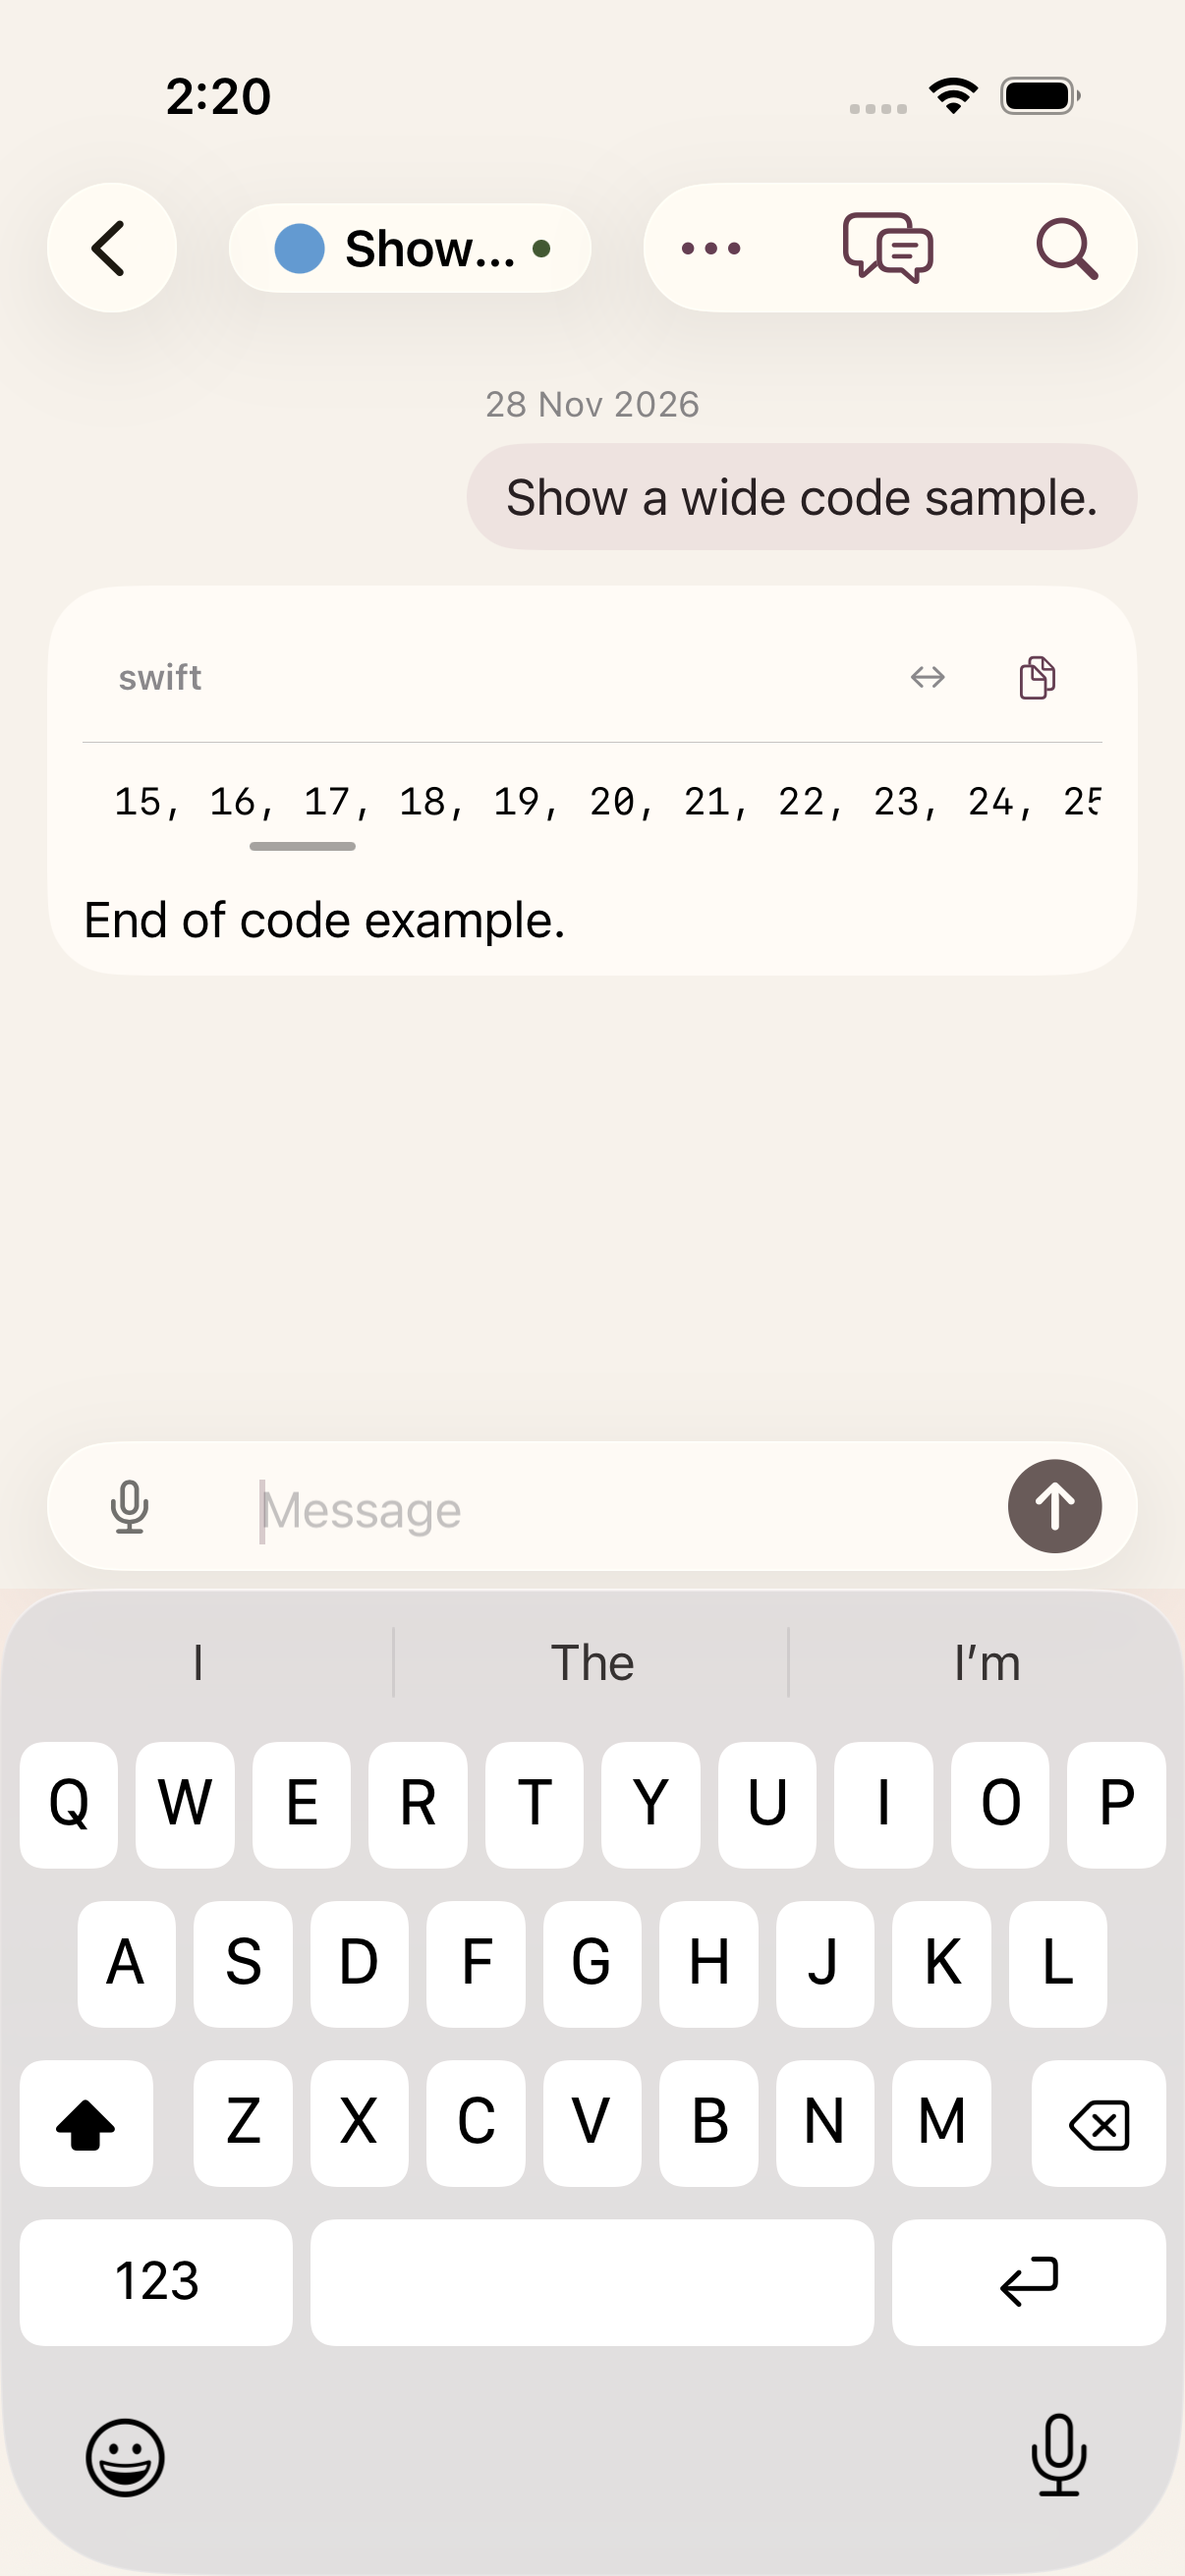 2:20
Show...
28 Nov 2026
Show a wide code sample.
swift
15, 16, 17, 18, 19, 20, 21, 22, 23, 24, 25
End of code example.
Message
I The I’m
Q W E R T Y U I O P
A S D F G H J K L
Z X C V B N M
123